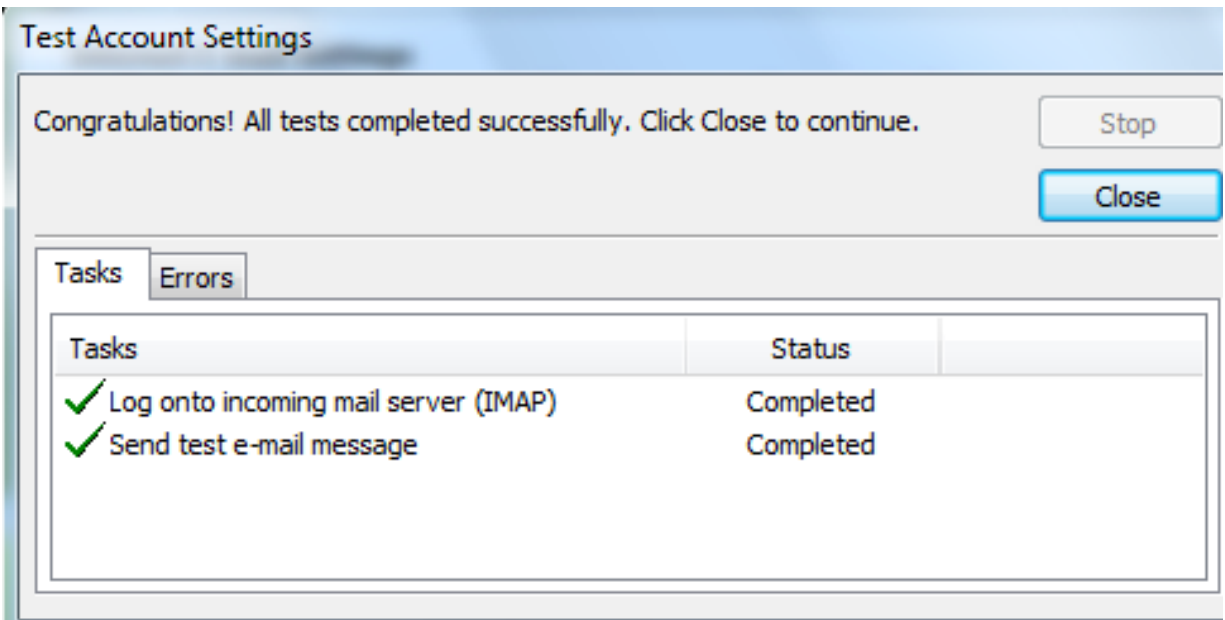 Test Account Settings
Congratulations! All tests completed successfully. Click Close to continue.
Stop
Close
Tasks
Errors
Tasks Status
Log onto incoming mail server (IMAP) Completed
Send test e-mail message Completed